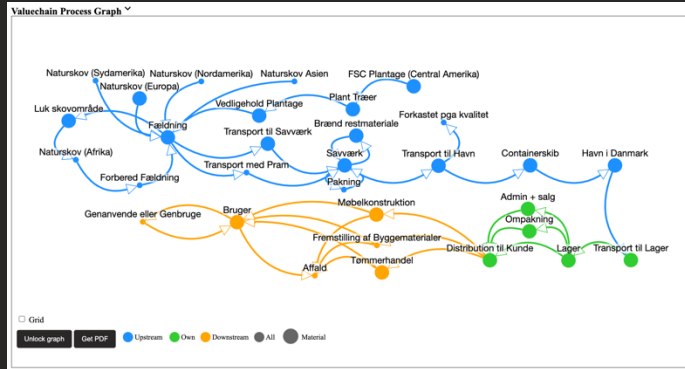 Valuechain Process Graph
Naturskov (Sydamerika)
Naturskov (Nordamerika)
Naturskov Asien
FSC Plantage (Central Amerika)
Naturskov (Europa)
Vedligehold Plantage
Plant Træer
Luk skovområde
Fældning
Brænd restmateriale
Forkastet pga kvalitet
Transport til Savværk
Naturskov (Afrika)
Transport med Pram
Savværk
Transport til Havn
Containerskib
Havn i Danmark
Forbered Fældning
Pakning
Genanvende eller Genbruge
Bruger
Møbelkonstruktion
Admin + salg
Ompakning
Fremstilling af Byggematerialer
Distribution til Kunde
Lager
Transport til Lager
Affald
Tømmerhandel
Grid
Unlock graph
Get PDF
Upstream
Own
Downstream
All
Material